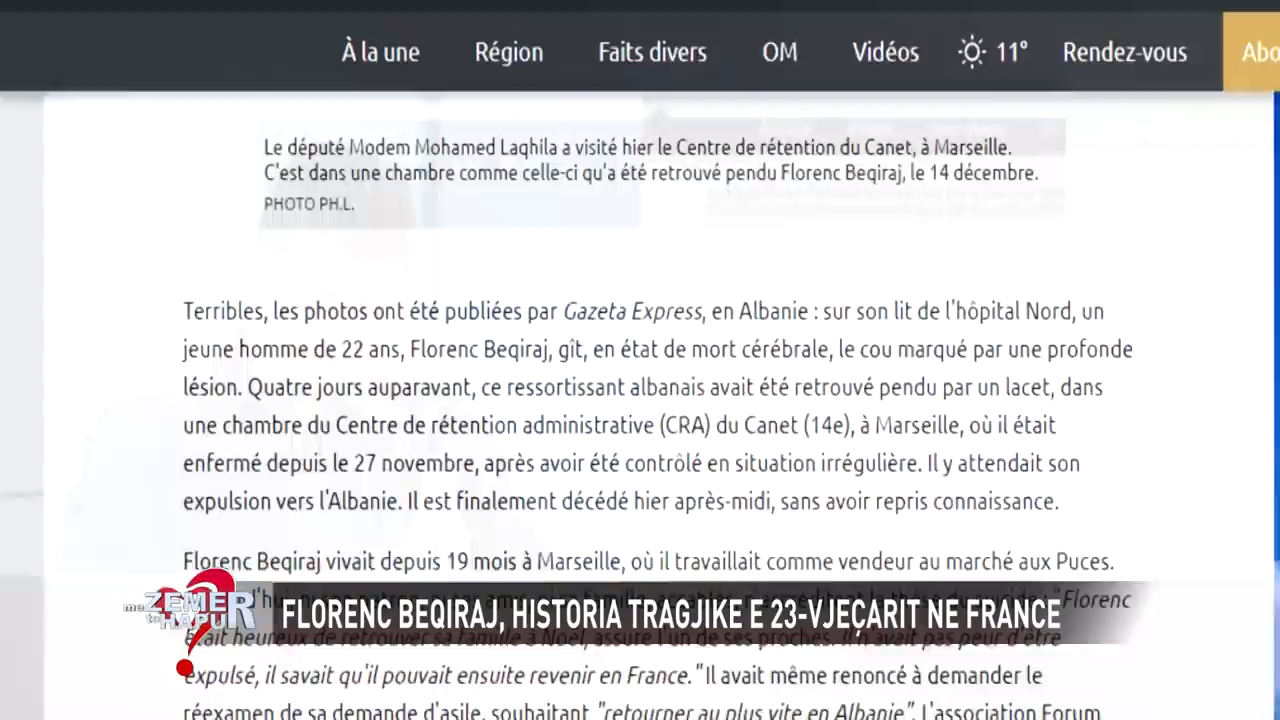 À la une Région Faits divers OM Vidéos 11° Rendez-vous Abo
Le député Modem Mohamed Laqhila a visité hier le Centre de rétention du Canet, à Marseille.
C'est dans une chambre comme celle-ci qu'a été retrouvé pendu Florenc Beqiraj, le 14 décembre.
PHOTO PH.L.
Terribles, les photos ont été publiées par Gazeta Express, en Albanie : sur son lit de l'hôpital Nord, un
jeune homme de 22 ans, Florenc Beqiraj, gît, en état de mort cérébrale, le cou marqué par une profonde
lésion. Quatre jours auparavant, ce ressortissant albanais avait été retrouvé pendu par un lacet, dans
une chambre du Centre de rétention administrative (CRA) du Canet (14e), à Marseille, où il était
enfermé depuis le 27 novembre, après avoir été contrôlé en situation irrégulière. Il y attendait son
expulsion vers l'Albanie. Il est finalement décédé hier après-midi, sans avoir repris connaissance.
Florenc Beqiraj vivait depuis 19 mois à Marseille, où il travaillait comme vendeur au marché aux Puces.
"Florenc
me ZEMER to HAPUR
FLORENC BEQIRAJ, HISTORIA TRAGJIKE E 23-VJEÇARIT NE FRANCE
était heureux de retrouver sa famille à Noël, assure l'un de ses proches. Il n'avait pas peur d'être
expulsé, il savait qu'il pouvait ensuite revenir en France." Il avait même renoncé à demander le
réexamen de sa demande d'asile, souhaitant "retourner au plus vite en Albanie". L'association Forum